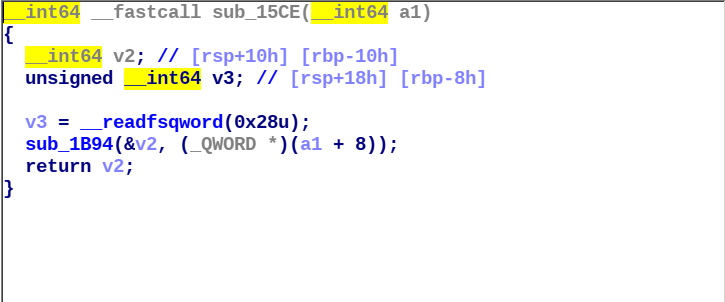 __int64 __fastcall sub_15CE(__int64 a1)
{
  __int64 v2; // [rsp+10h] [rbp-10h]
  unsigned __int64 v3; // [rsp+18h] [rbp-8h]

  v3 = __readfsqword(0x28u);
  sub_1B94(&v2, (_QWORD *)(a1 + 8));
  return v2;
}